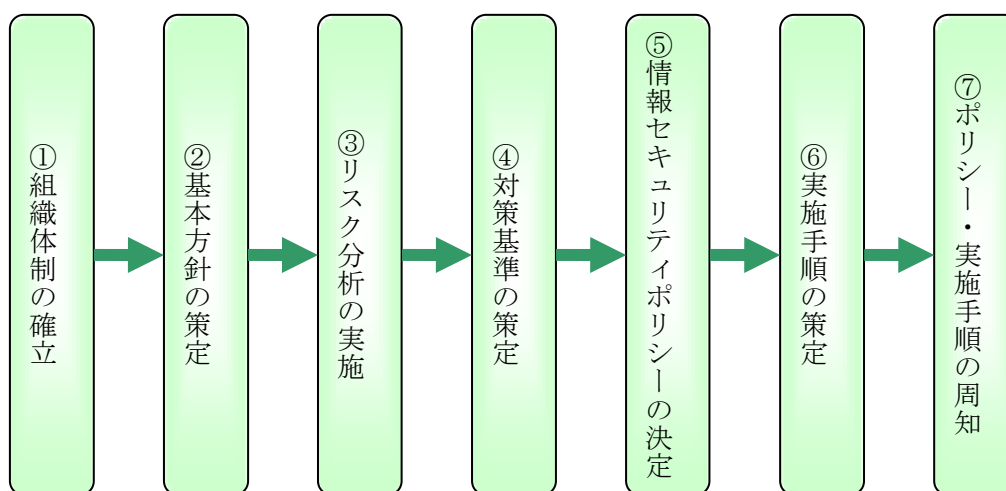 ①組織体制の確立
②基本方針の策定
③リスク分析の実施
④対策基準の策定
⑤情報セキュリティポリシーの決定
⑥実施手順の策定
⑦ポリシー・実施手順の周知